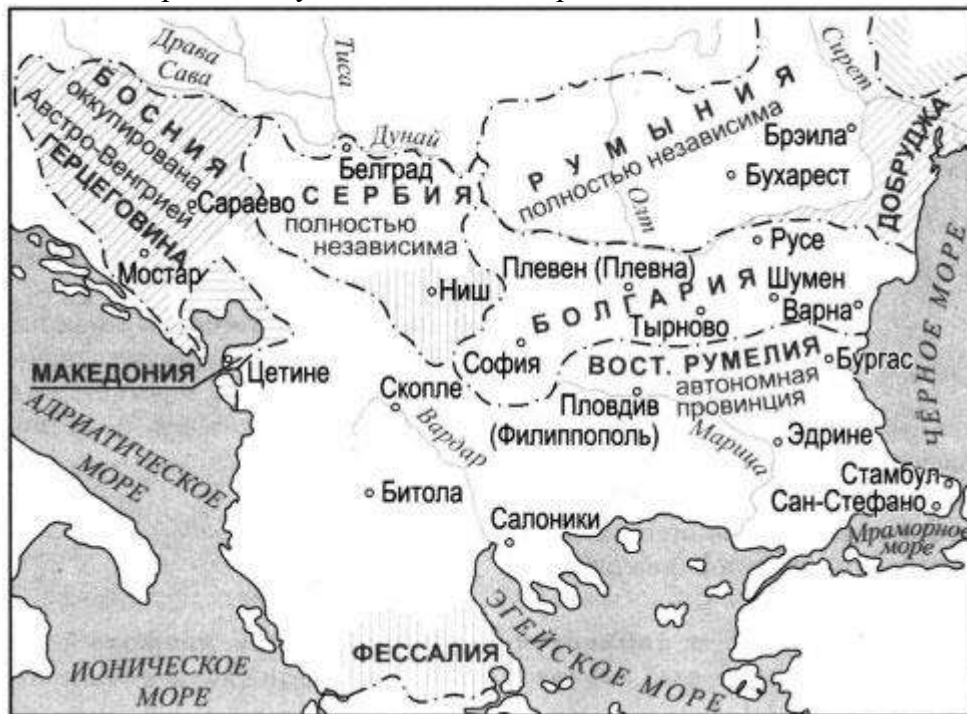 Драва
Сава
Тиса
Сирет
БОСНИЯ
оккупирована
Австро-Венгрией
ГЕРЦЕГОВИНА
Сараево
Мостар
Дунай
Белград
СЕРБИЯ
полностью
независима
Ниш
РУМЫНИЯ
полностью независима
Брэила
Бухарест
Олт
ДОБРУДЖА
Русе
Плевен (Плевна)
Шумен
БОЛГАРИЯ
Тырново
Варна
София
ВОСТ. РУМЕЛИЯ
автономная
провинция
Бургас
ЧЁРНОЕ МОРЕ
МАКЕДОНИЯ
Цетине
Скопле
Вардар
Пловдив
(Филиппополь)
Марица
Эдрине
АДРИАТИЧЕСКОЕ
МОРЕ
Битола
Салоники
Стамбул
Сан-Стефано
Мраморное
море
ЭГЕЙСКОЕ МОРЕ
ФЕССАЛИЯ
ИОНИЧЕСКОЕ
МОРЕ